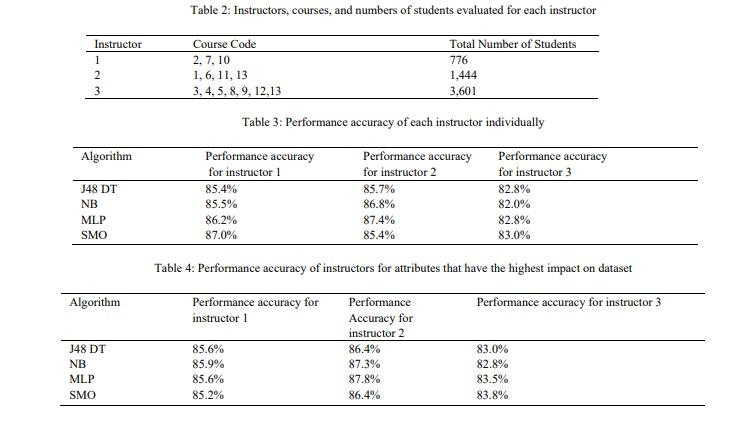 Table 2: Instructors, courses, and numbers of students evaluated for each instructor
Instructor Course Code Total Number of Students
1 2, 7, 10 776
2 1, 6, 11, 13 1,444
3 3, 4, 5, 8, 9, 12,13 3,601
Table 3: Performance accuracy of each instructor individually
Algorithm Performance accuracy Performance accuracy Performance accuracy
for instructor 1 for instructor 2 for instructor 3
J48 DT 85.4% 85.7% 82.8%
NB 85.5% 86.8% 82.0%
MLP 86.2% 87.4% 82.8%
SMO 87.0% 85.4% 83.0%
Table 4: Performance accuracy of instructors for attributes that have the highest impact on dataset
Algorithm Performance accuracy for Performance Performance accuracy for instructor 3
instructor 1 Accuracy for
instructor 2
J48 DT 85.6% 86.4% 83.0%
NB 85.9% 87.3% 82.8%
MLP 85.6% 87.8% 83.5%
SMO 85.2% 86.4% 83.8%